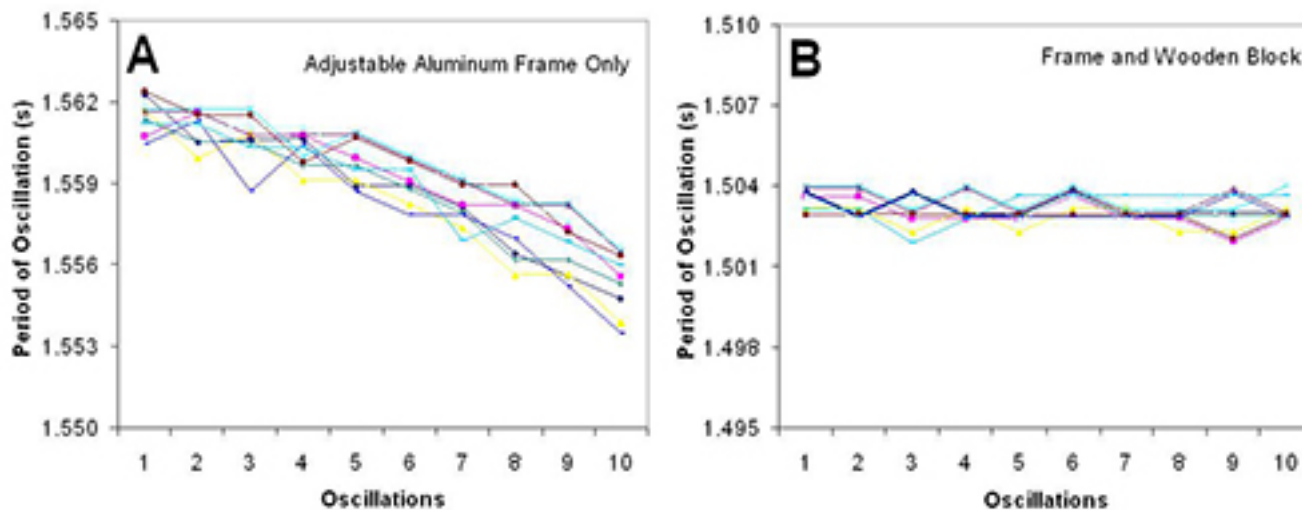 A
Adjustable Aluminum Frame Only
Period of Oscillation (s)
1.565
1.562
1.559
1.556
1.553
1.550
1 2 3 4 5 6 7 8 9 10
Oscillations
B
Frame and Wooden Block
Period of Oscillation (s)
1.510
1.507
1.504
1.501
1.498
1.495
1 2 3 4 5 6 7 8 9 10
Oscillations